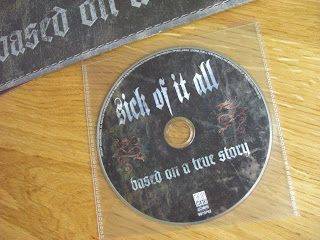 based on a
sick of it all
based on a true story